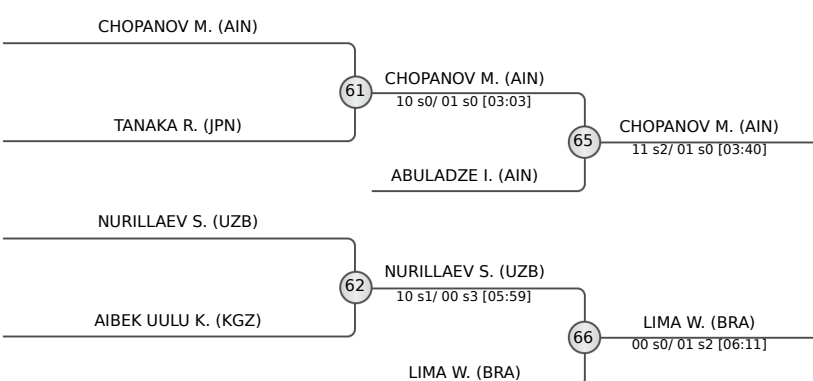 CHOPANOV M. (AIN)
61
CHOPANOV M. (AIN)
10 s0/ 01 s0 [03:03]
TANAKA R. (JPN)
65
CHOPANOV M. (AIN)
11 s2/ 01 s0 [03:40]
ABULADZE I. (AIN)
NURILLAEV S. (UZB)
62
NURILLAEV S. (UZB)
10 s1/ 00 s3 [05:59]
AIBEK UULU K. (KGZ)
66
LIMA W. (BRA)
00 s0/ 01 s2 [06:11]
LIMA W. (BRA)